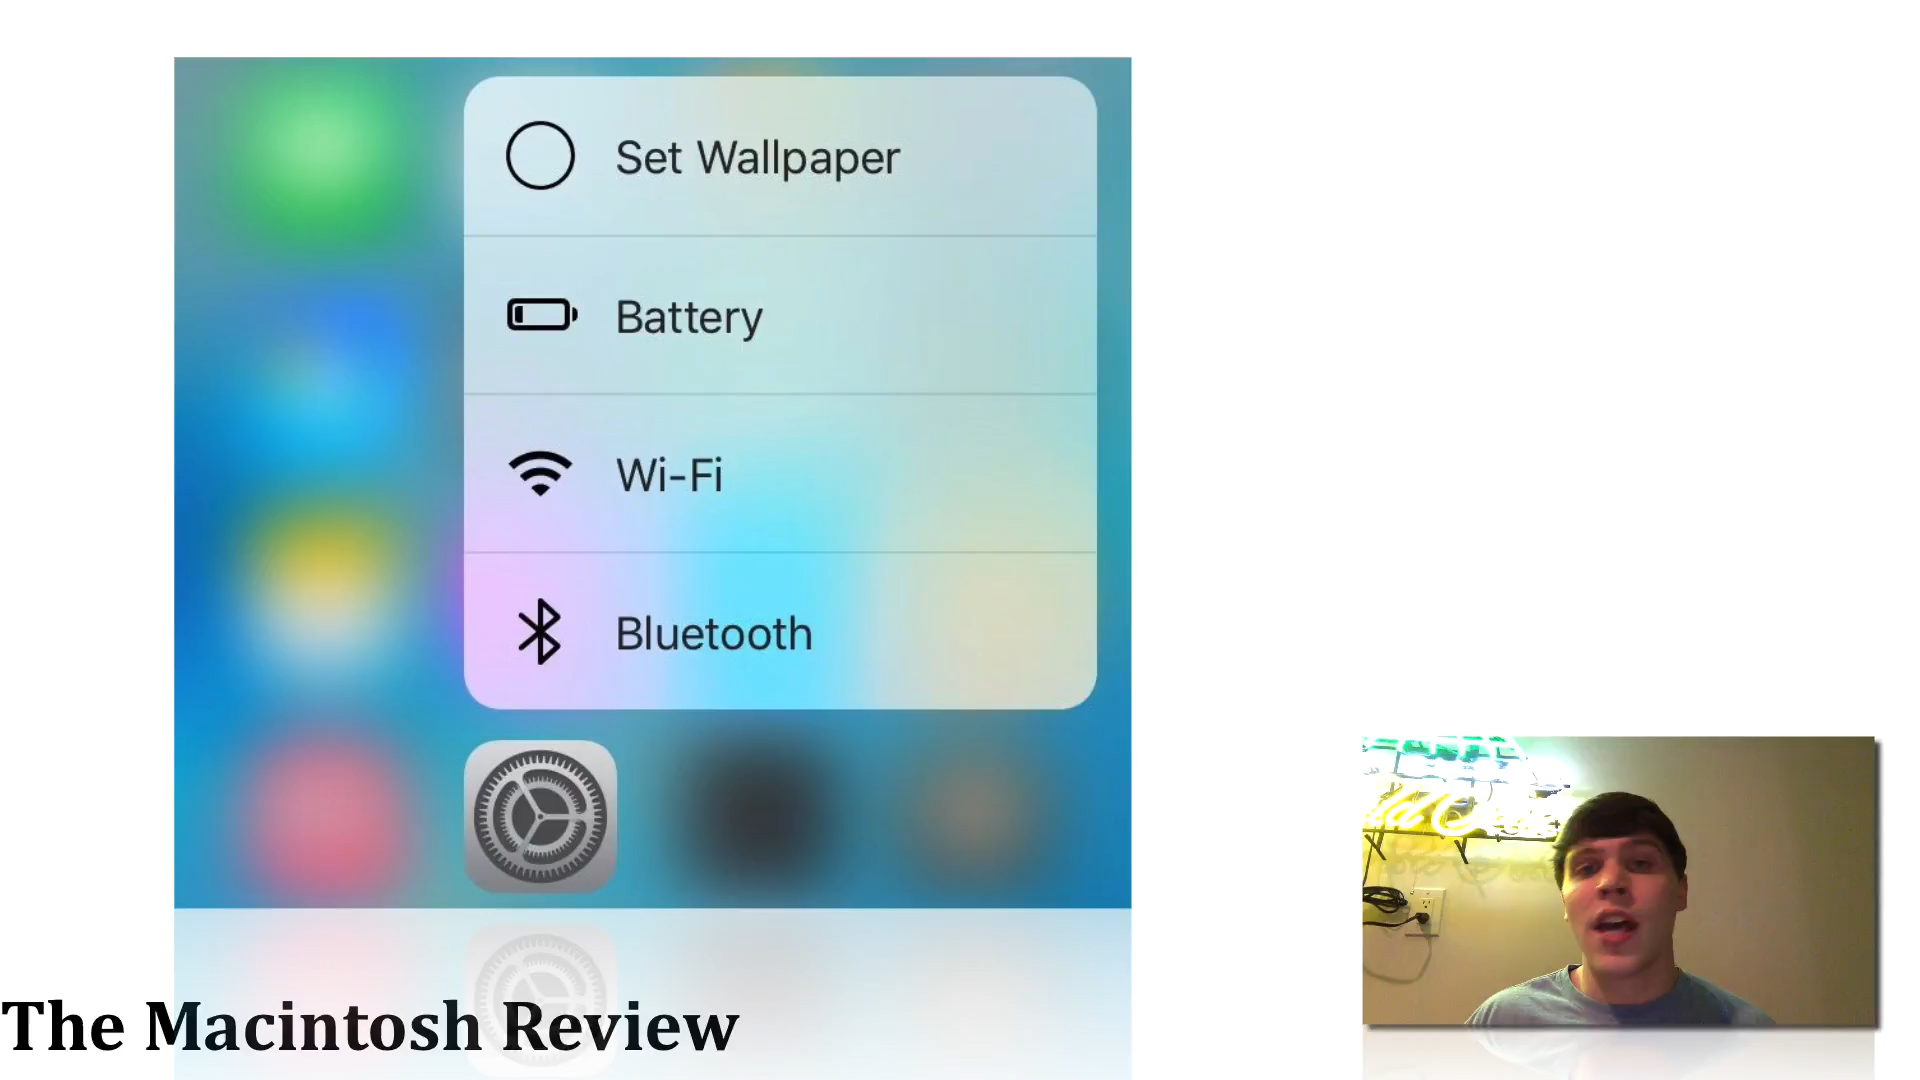 Set Wallpaper
Battery
Wi-Fi
Bluetooth
The Macintosh Review